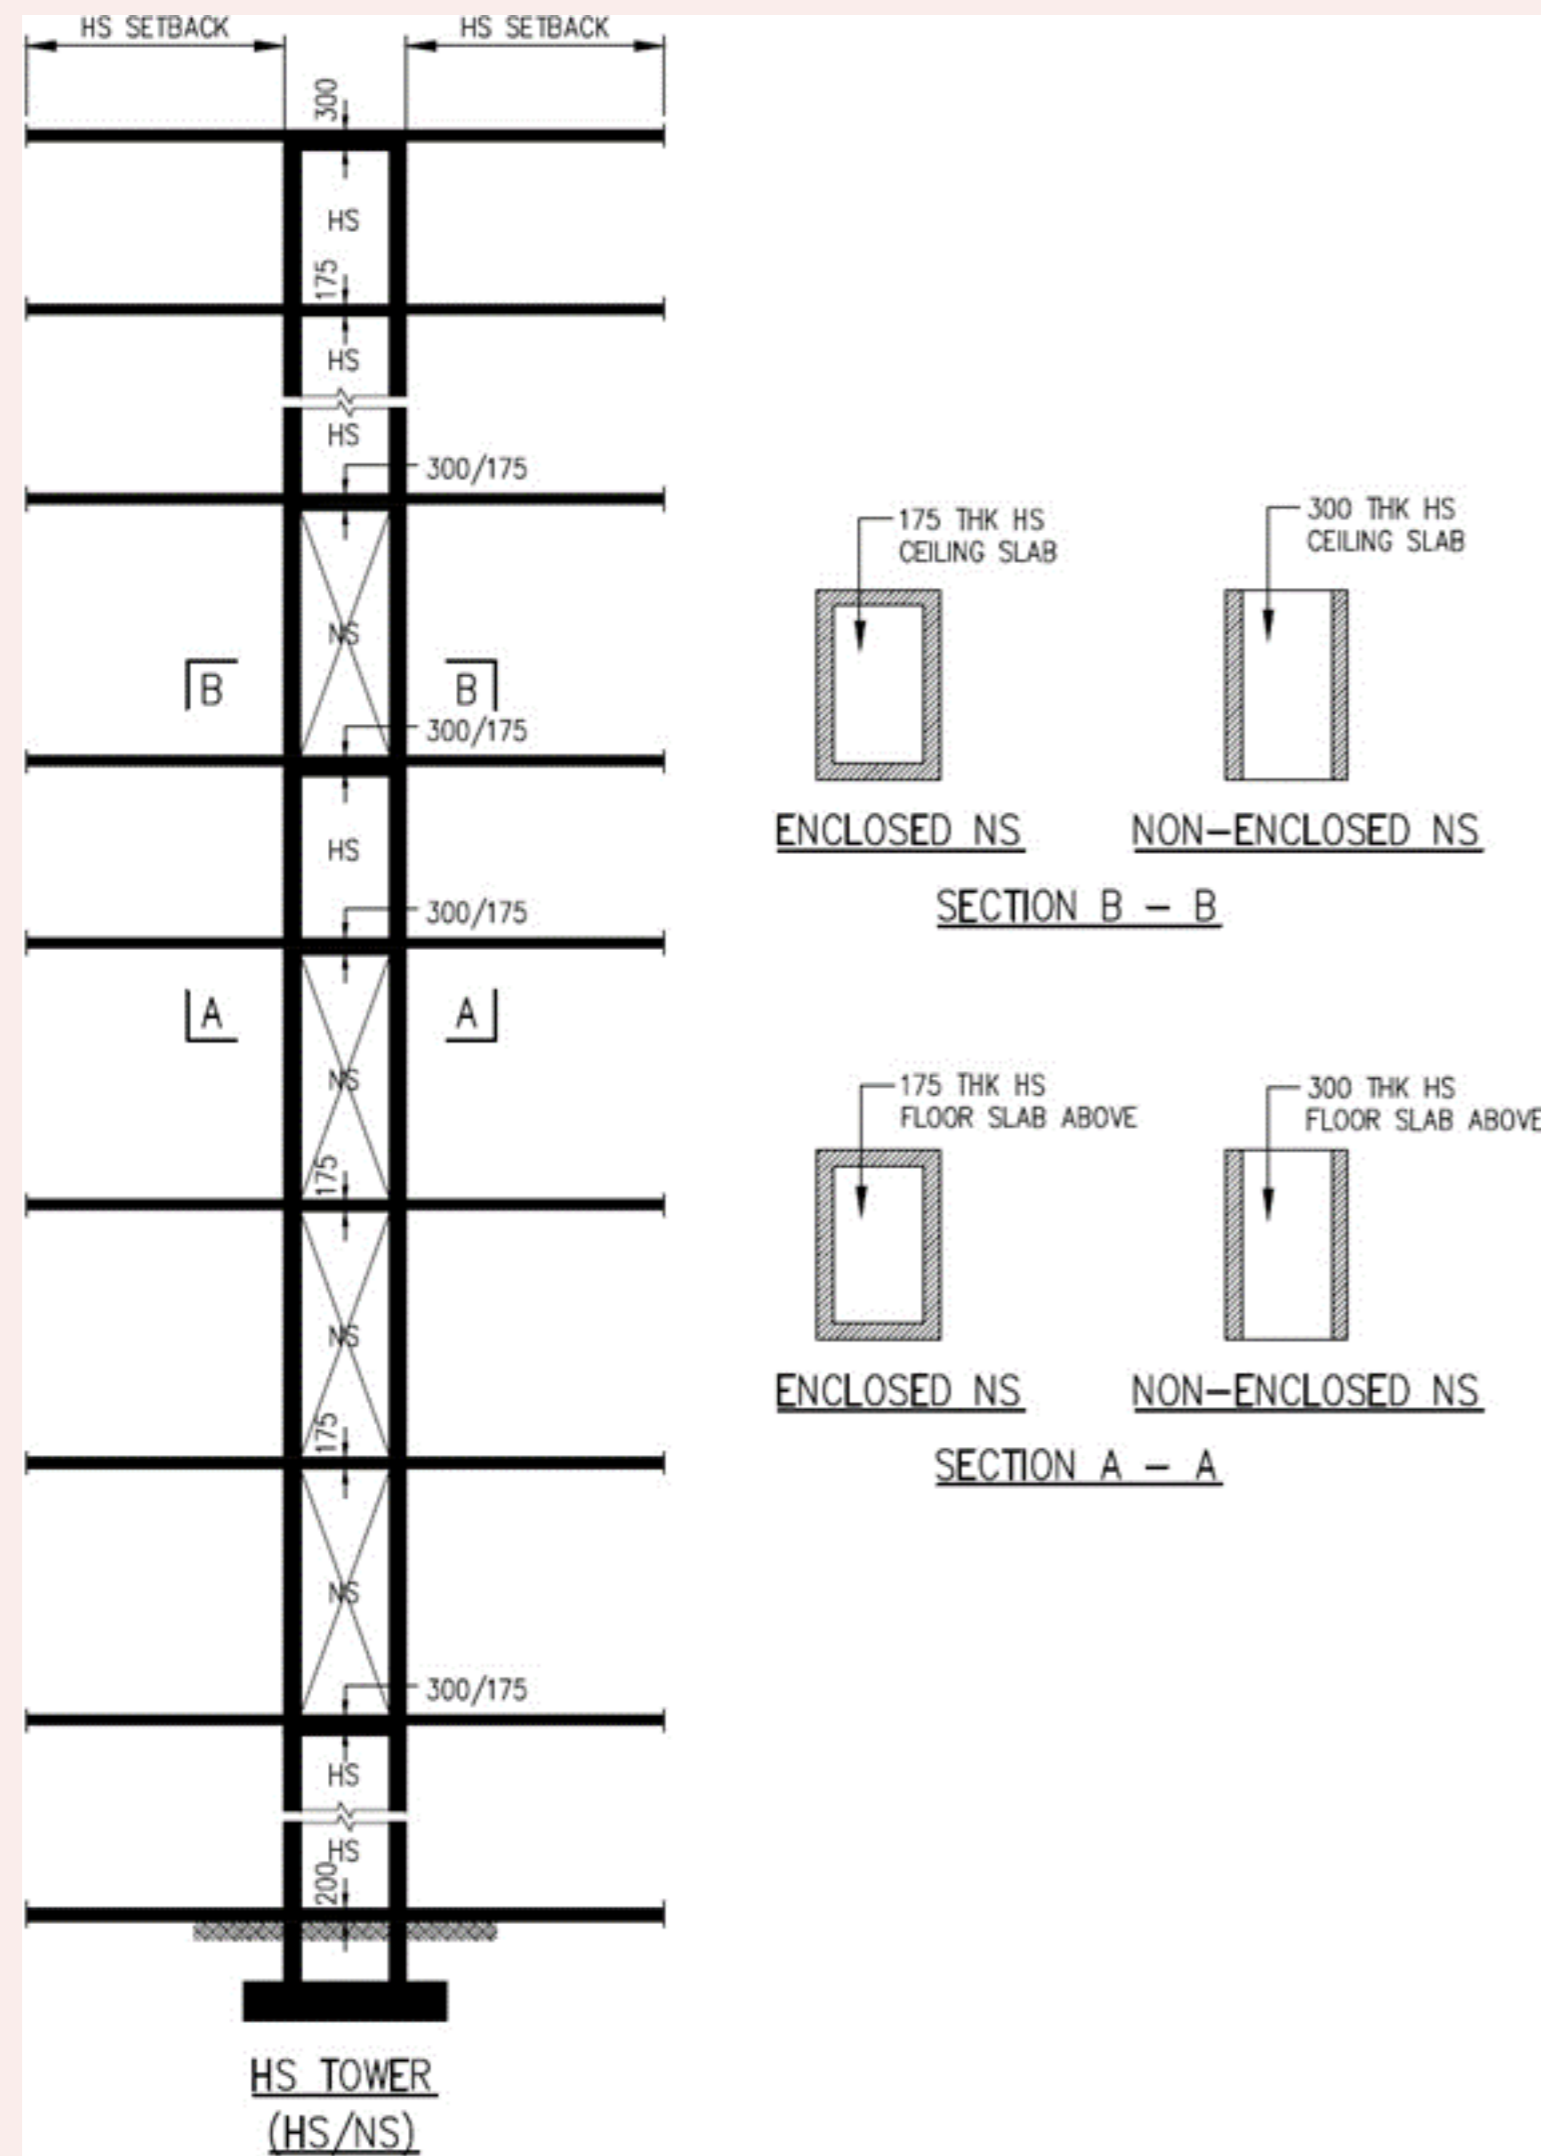 HS SETBACK
HS SETBACK
300
HS
175
HS
HS
300/175
NS
B
B
300/175
HS
300/175
A
A
NS
175
NS
175
NS
300/175
HS
HS
200
HS TOWER
(HS/NS)
175 THK HS
CEILING SLAB
300 THK HS
CEILING SLAB
ENCLOSED NS
NON-ENCLOSED NS
SECTION B - B
175 THK HS
FLOOR SLAB ABOVE
300 THK HS
FLOOR SLAB ABOVE
ENCLOSED NS
NON-ENCLOSED NS
SECTION A - A